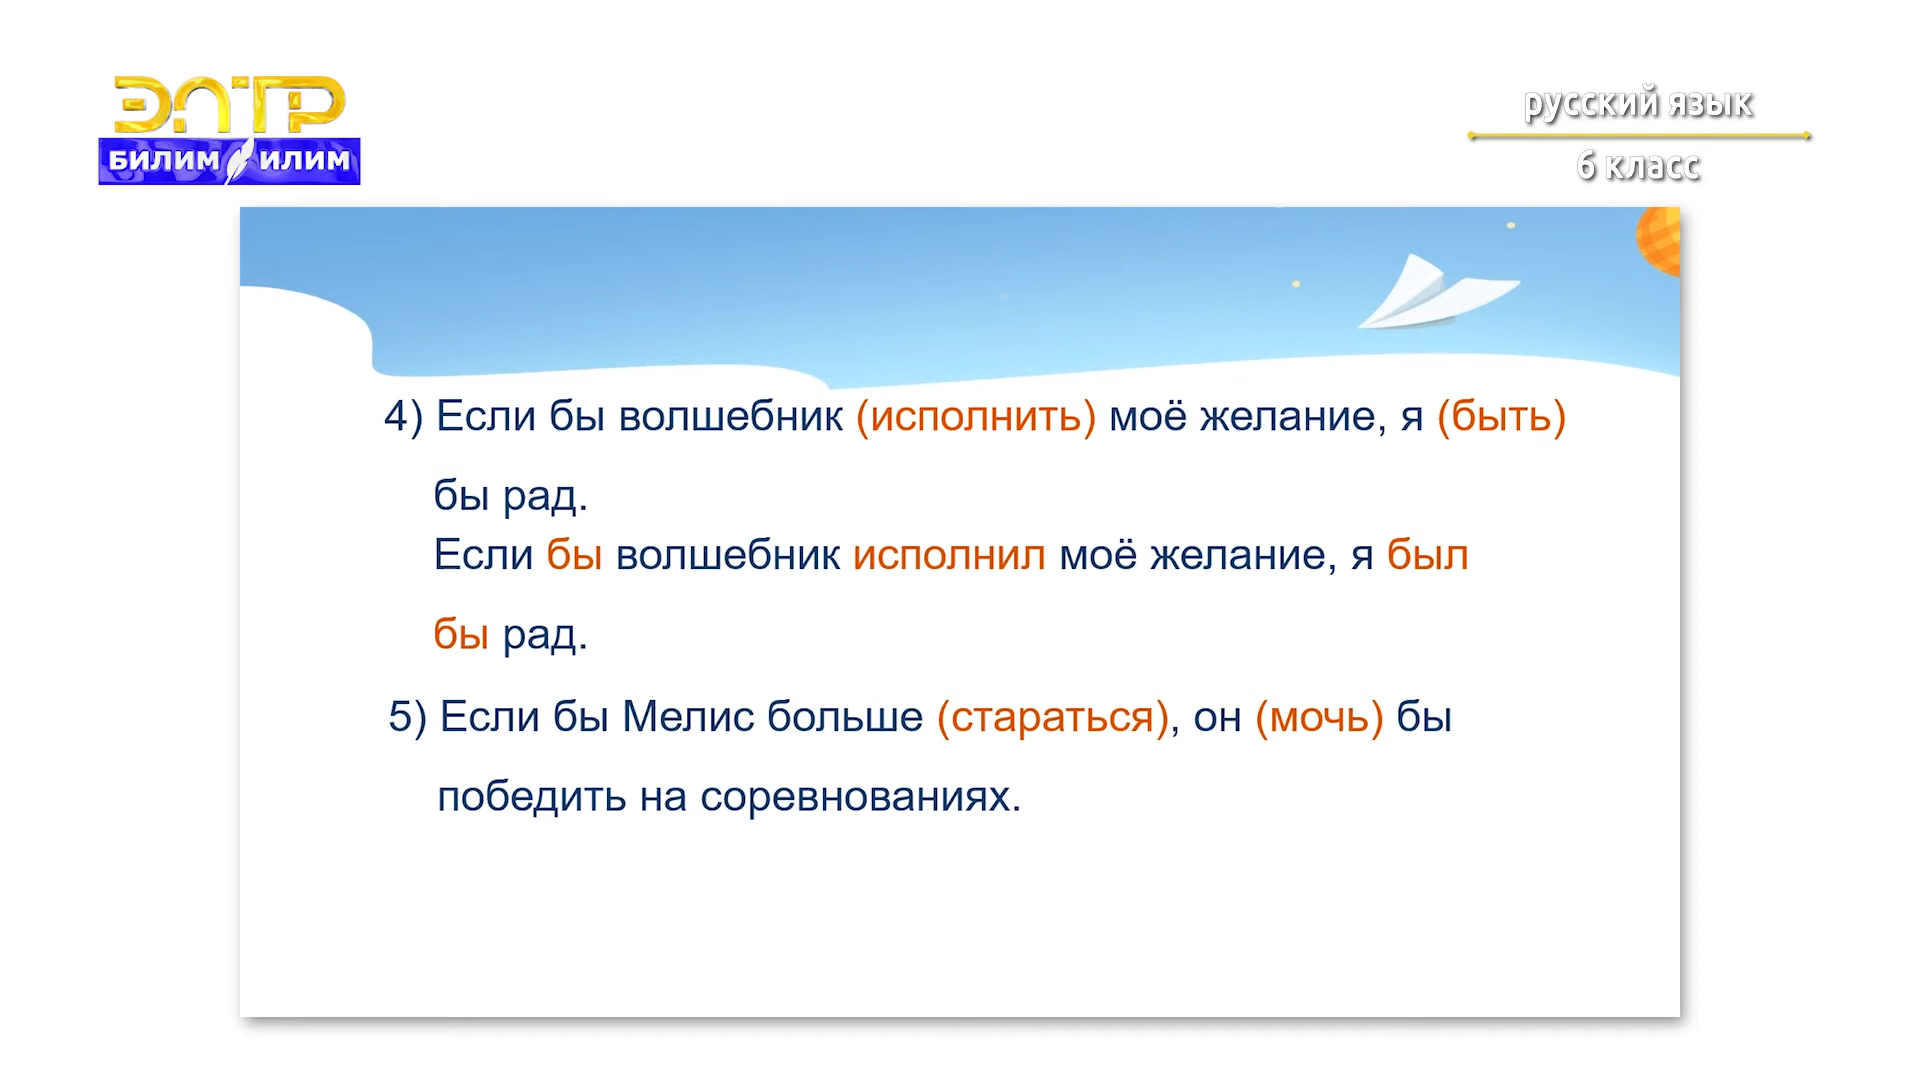 ЭЛТР
БИЛИМ ИЛИМ
русский язык
6 класс
4) Если бы волшебник (исполнить) моё желание, я (быть)
бы рад.
Если бы волшебник исполнил моё желание, я был
бы рад.
5) Если бы Мелис больше (стараться), он (мочь) бы
победить на соревнованиях.